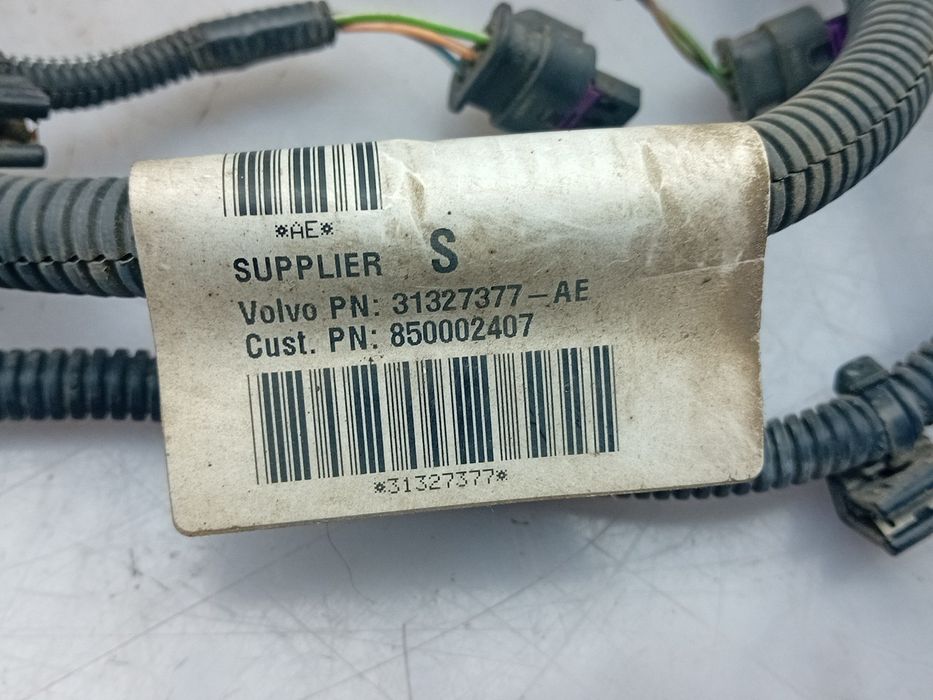 *AE*
SUPPLIER S
Volvo PN: 31327377-AE
Cust. PN: 850002407
*31327377*